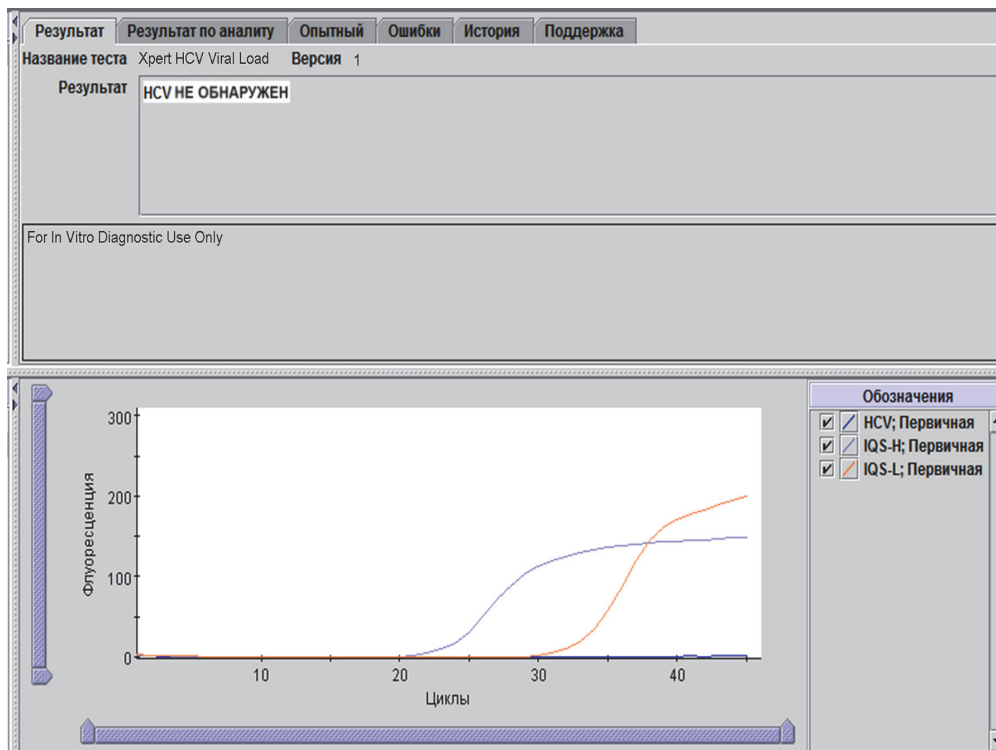 Результат Результат по аналиту Опытный Ошибки История Поддержка
Название теста Xpert HCV Viral Load Версия 1
Результат HCV НЕ ОБНАРУЖЕН
For In Vitro Diagnostic Use Only
Обозначения
HCV; Первичная
IQS-H; Первичная
IQS-L; Первичная
Флуоресценция
300
200
100
0
10 20 30 40
Циклы